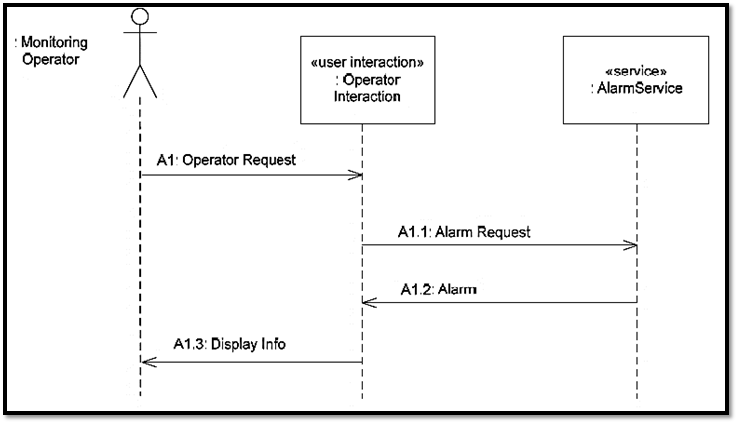 : Monitoring
Operator
«user interaction»
: Operator
Interaction
«service»
: AlarmService
A1: Operator Request
A1.1: Alarm Request
A1.2: Alarm
A1.3: Display Info